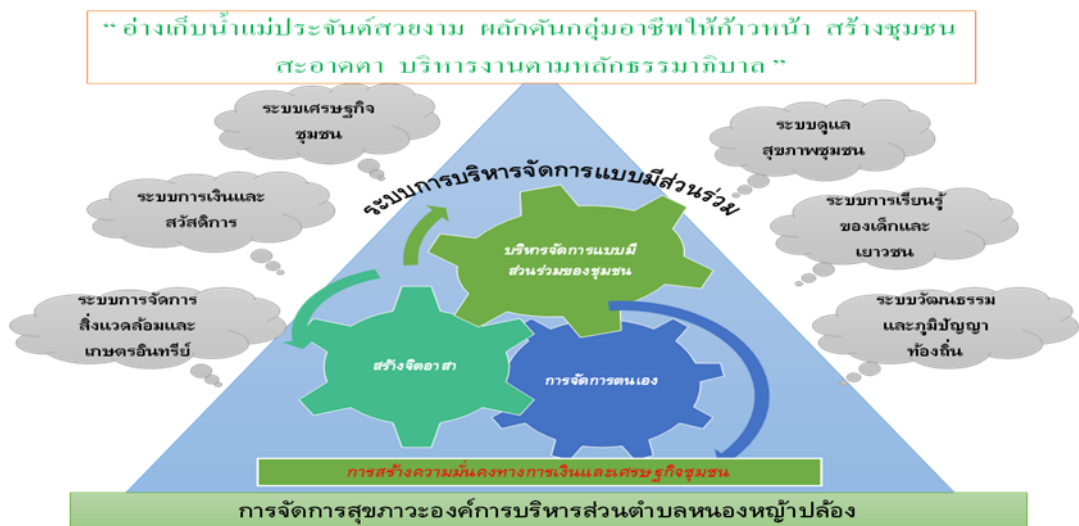 “ อ่างเก็บน้ำแม่ประจันต์สวยงาม ผลักดันกลุ่มอาชีพให้ก้าวหน้า สร้างชุมชน
สะอาดตา บริหารงานตามหลักธรรมาภิบาล ”
ระบบเศรษฐกิจ
ชุมชน
ระบบดูแล
สุขภาพชุมชน
ระบบการบริหารจัดการแบบมีส่วนร่วม
ระบบการเงินและ
สวัสดิการ
ระบบการเรียนรู้
ของเด็กและ
เยาวชน
บริหารจัดการแบบมี
ส่วนร่วมของชุมชน
ระบบการจัดการ
สิ่งแวดล้อมและ
เกษตรอินทรีย์
ระบบวัฒนธรรม
และภูมิปัญญา
ท้องถิ่น
สร้างจิตอาสา
การจัดการตนเอง
การสร้างความมั่นคงทางการเงินและเศรษฐกิจชุมชน
การจัดการสุขภาวะองค์การบริหารส่วนตำบลหนองหญ้าปล้อง